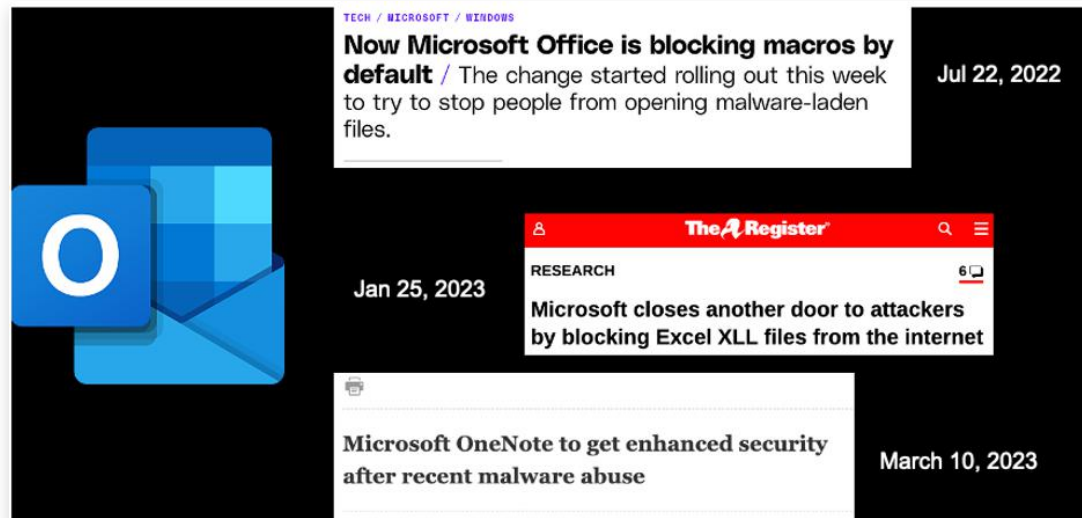 TECH / MICROSOFT / WINDOWS
Now Microsoft Office is blocking macros by
default / The change started rolling out this week
to try to stop people from opening malware-laden
files.
Jul 22, 2022
O
The Register
Jan 25, 2023
RESEARCH
6
Microsoft closes another door to attackers
by blocking Excel XLL files from the internet
Microsoft OneNote to get enhanced security
after recent malware abuse
March 10, 2023